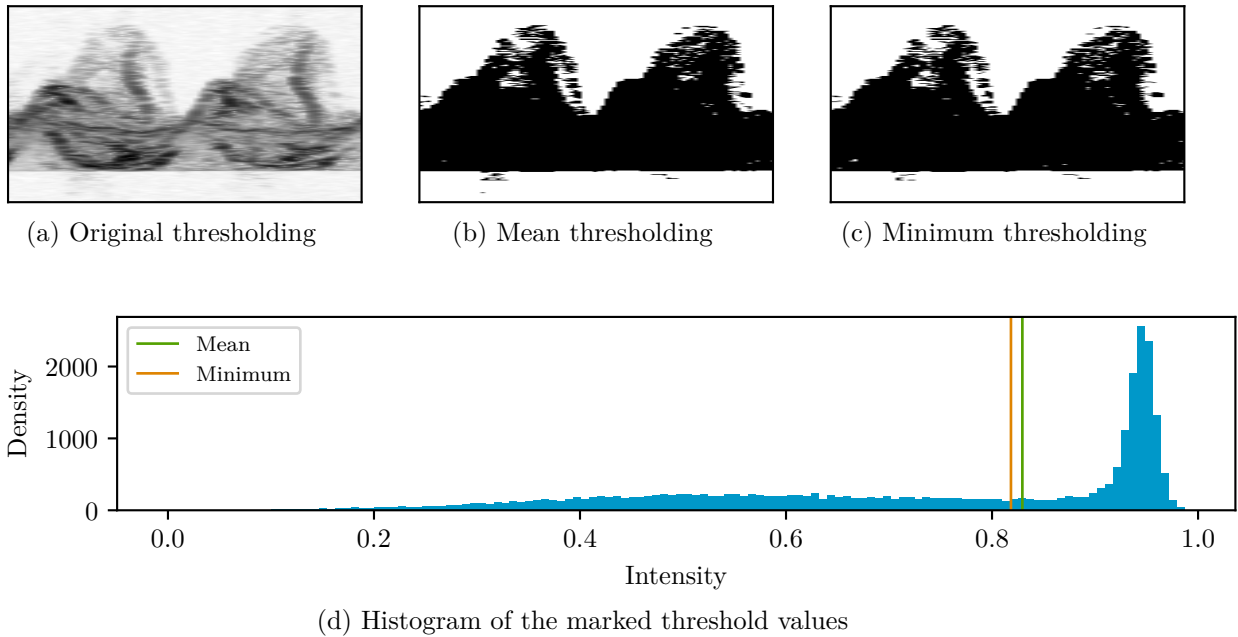 (a) Original thresholding
(b) Mean thresholding
(c) Minimum thresholding
Mean
Minimum
Density
2000
1000
0
0.0 0.2 0.4 0.6 0.8 1.0
Intensity
(d) Histogram of the marked threshold values